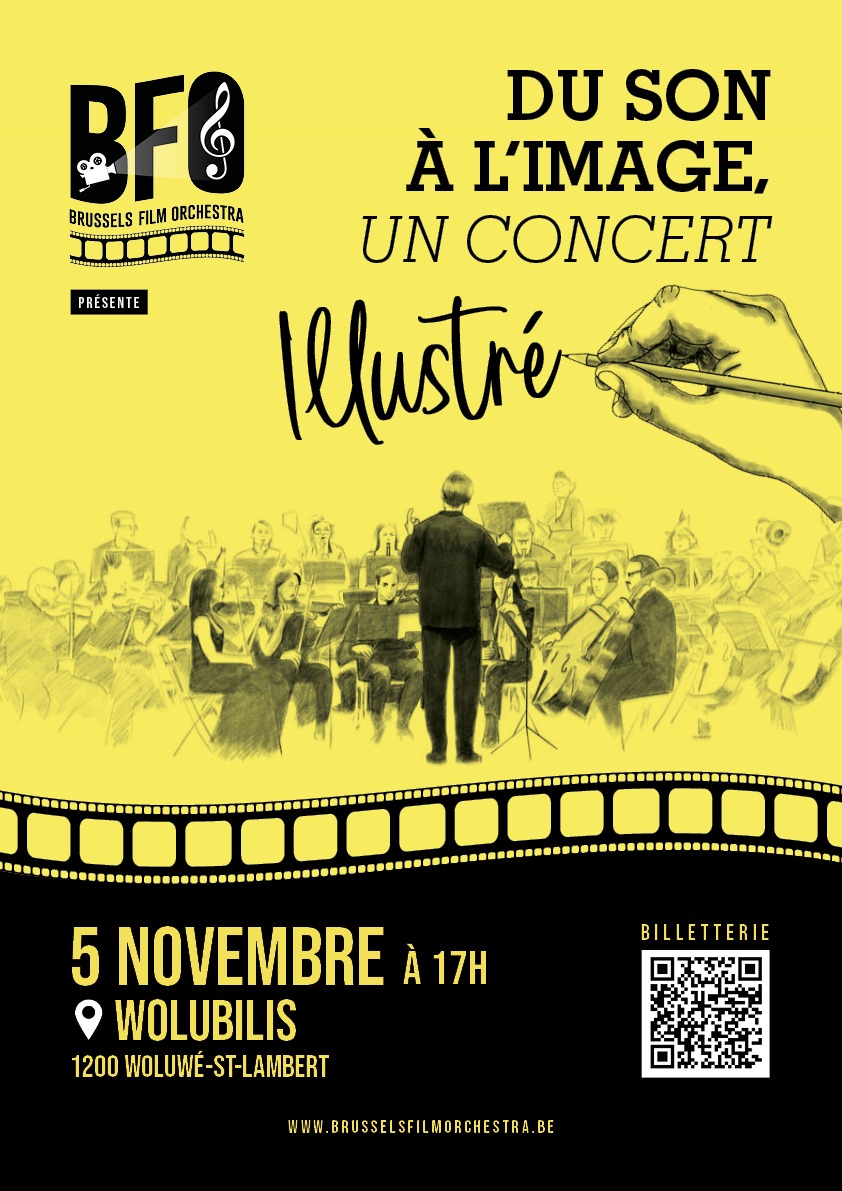 BFO
BRUSSELS FILM ORCHESTRA
PRÉSENTE
DU SON
À L'IMAGE,
UN CONCERT
Illustré
5 NOVEMBRE À 17H
WOLUBILIS
1200 WOLUWÉ-ST-LAMBERT
BILLETTERIE
WWW.BRUSSELSFILMORCHESTRA.BE